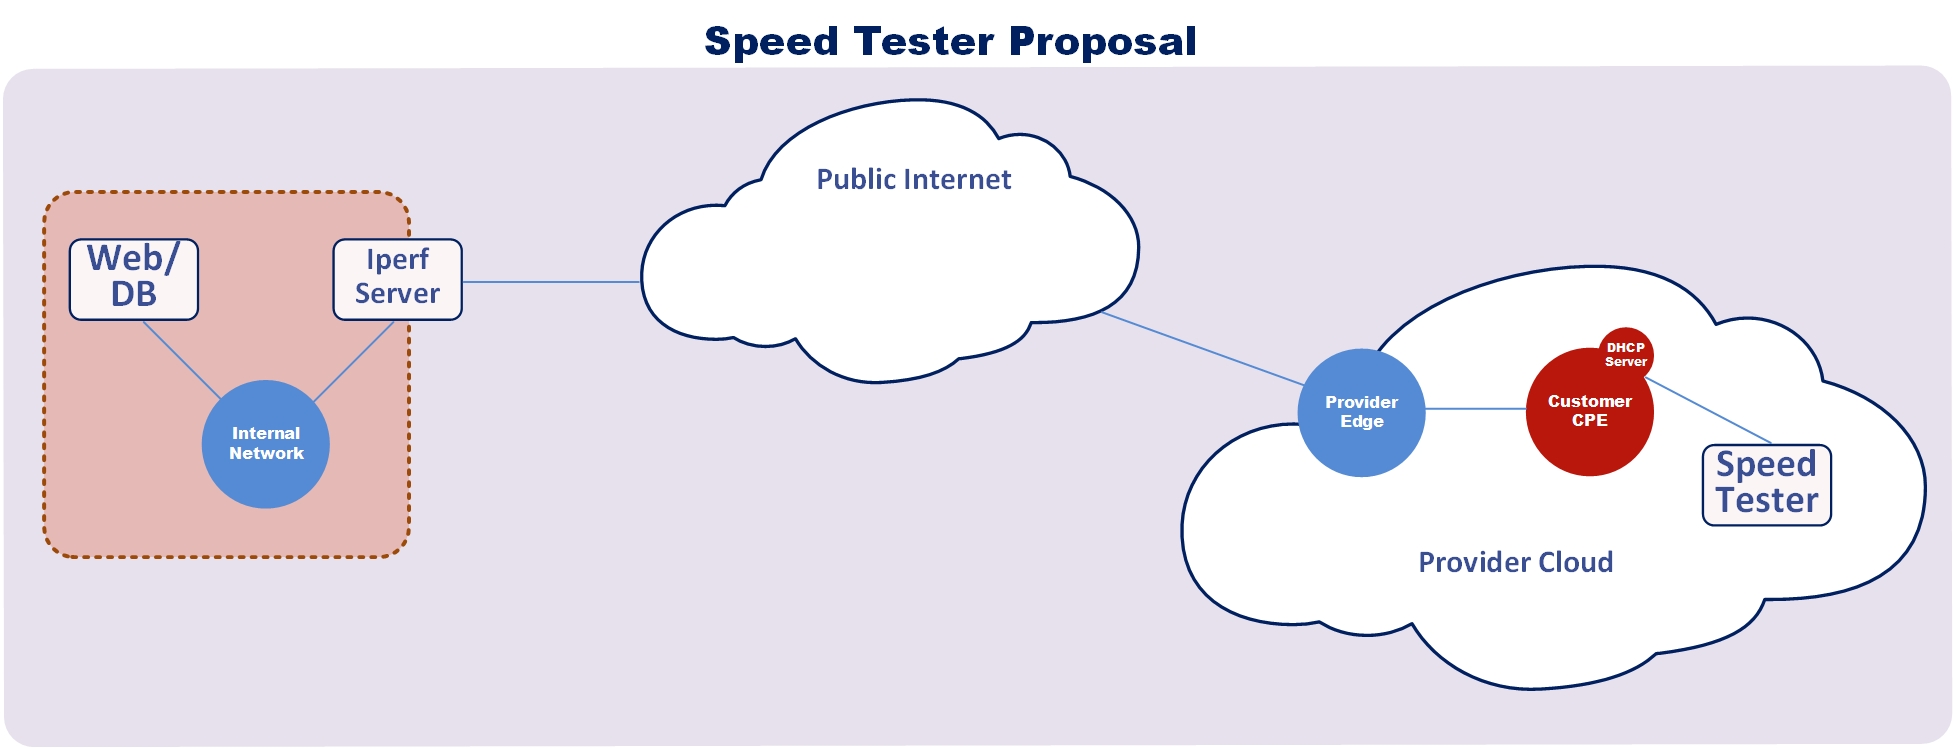 Speed Tester Proposal
Public Internet
Web/
DB
Iperf
Server
Internal
Network
DHCP
Server
Provider
Edge
Customer
CPE
Speed
Tester
Provider Cloud